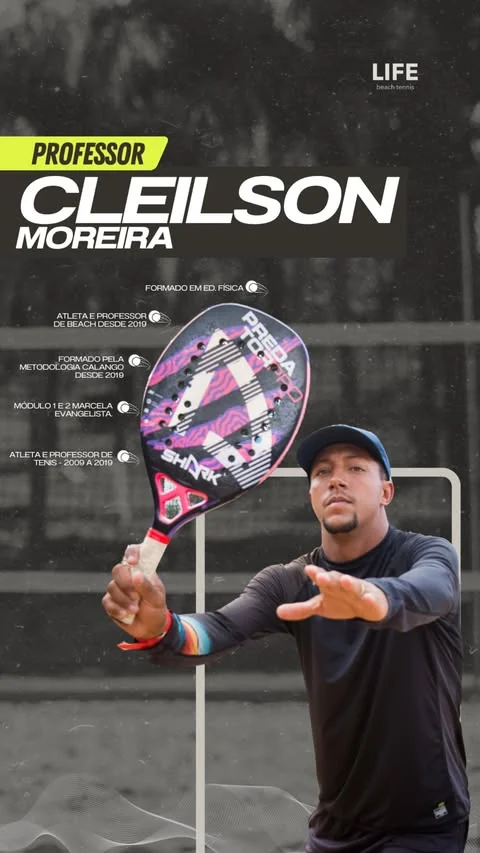 LIFE
beach tennis
PROFESSOR
CLEILSON
MOREIRA
FORMADO EM ED. FÍSICA
ATLETA E PROFESSOR
DE BEACH DESDE 2019
FORMADO PELA
METODOLOGIA CALANGO
DESDE 2019
MÓDULO 1 E 2 MARCELA
EVANGELISTA.
ATLETA E PROFESSOR DE
TENIS - 2009 A 2019
PREDA
TOR
SHARK